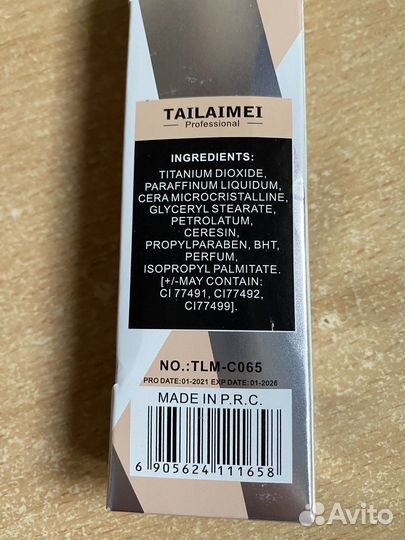 TAILAIMEI
Professional
INGREDIENTS:
TITANIUM DIOXIDE,
PARAFFINUM LIQUIDUM,
CERA MICROCRISTALLINE,
GLYCERYL STEARATE,
PETROLATUM,
CERESIN,
PROPYLPARABEN, BHT,
PERFUM,
ISOPROPYL PALMITATE.
[+/-MAY CONTAIN:
CI 77491, CI77492,
CI77499].
NO.:TLM-C065
PRO DATE:01-2021 EXP DATE:01-2026
MADE IN P.R.C.
6 905624 111658
Avito